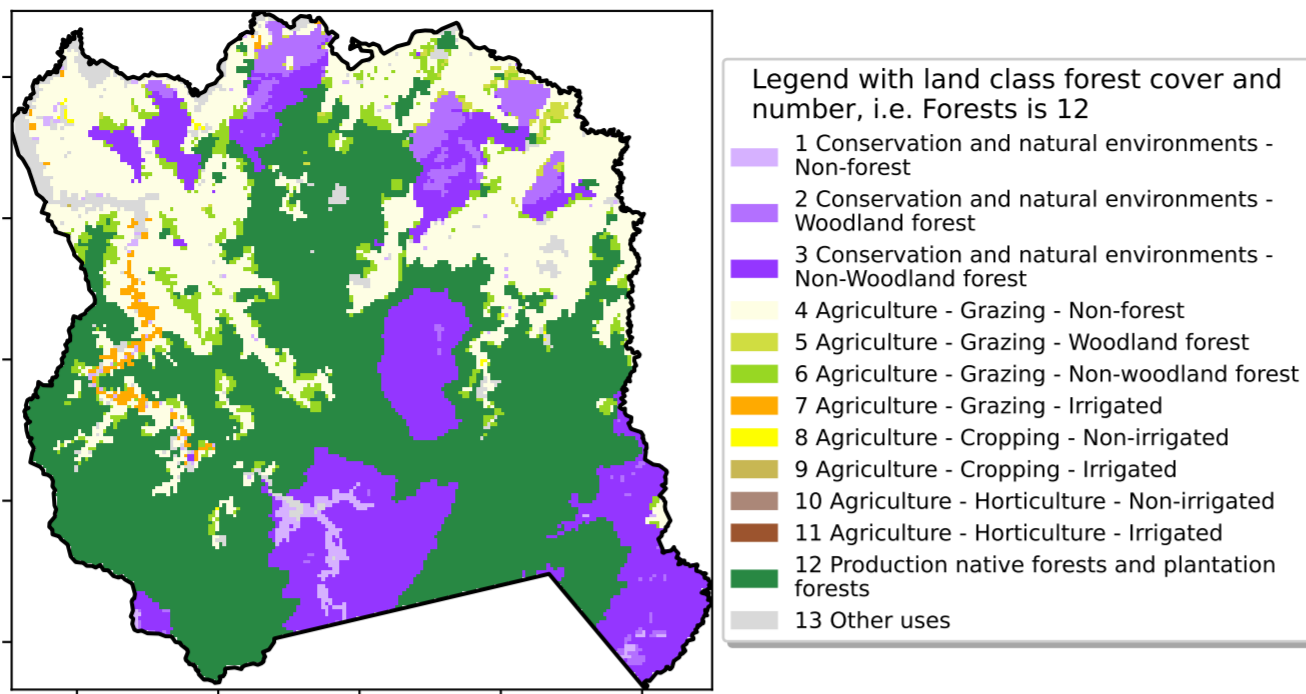 Legend with land class forest cover and
number, i.e. Forests is 12
1 Conservation and natural environments -
Non-forest
2 Conservation and natural environments -
Woodland forest
3 Conservation and natural environments -
Non-Woodland forest
4 Agriculture - Grazing - Non-forest
5 Agriculture - Grazing - Woodland forest
6 Agriculture - Grazing - Non-woodland forest
7 Agriculture - Grazing - Irrigated
8 Agriculture - Cropping - Non-irrigated
9 Agriculture - Cropping - Irrigated
10 Agriculture - Horticulture - Non-irrigated
11 Agriculture - Horticulture - Irrigated
12 Production native forests and plantation
forests
13 Other uses